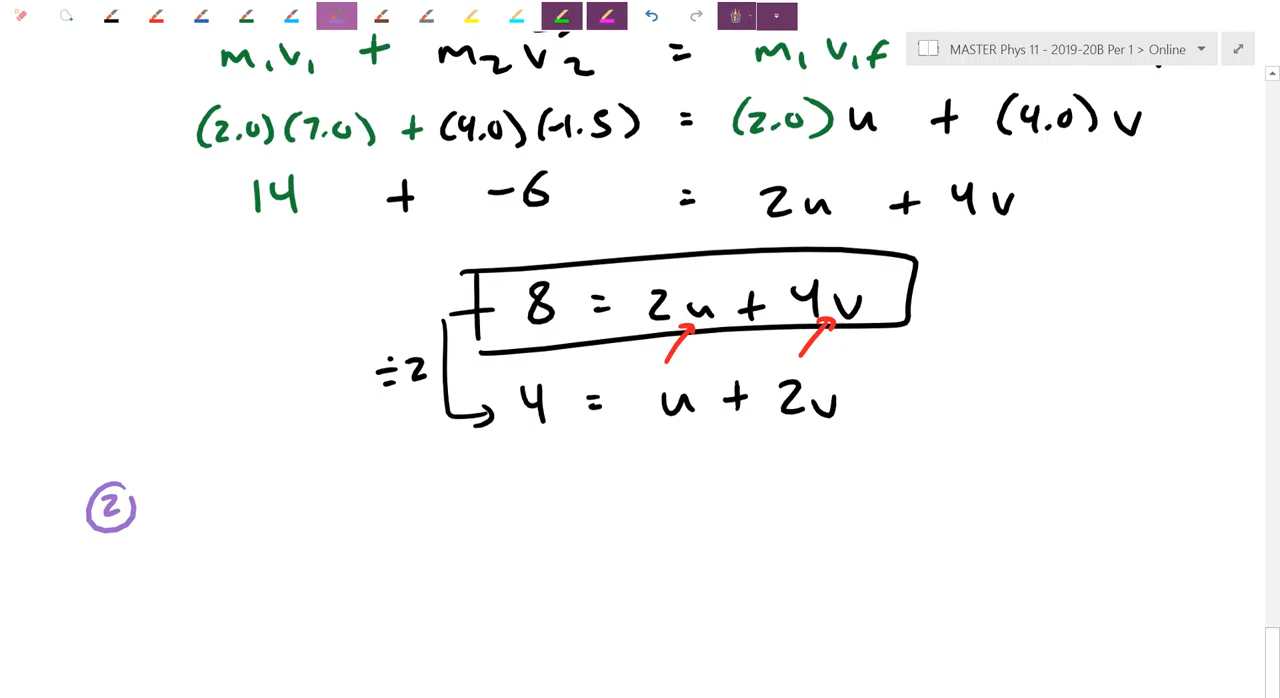 MASTER Phys 11 - 2019-20B Per 1 > Online
m₁v₁ + m₂v₂ = m₁v₁f
(2.0)(7.0) + (4.0)(-1.5) = (2.0)u + (4.0)v
14 + -6 = 2u + 4v
+ 8 = 2u + 4v
÷2
4 = u + 2v
②